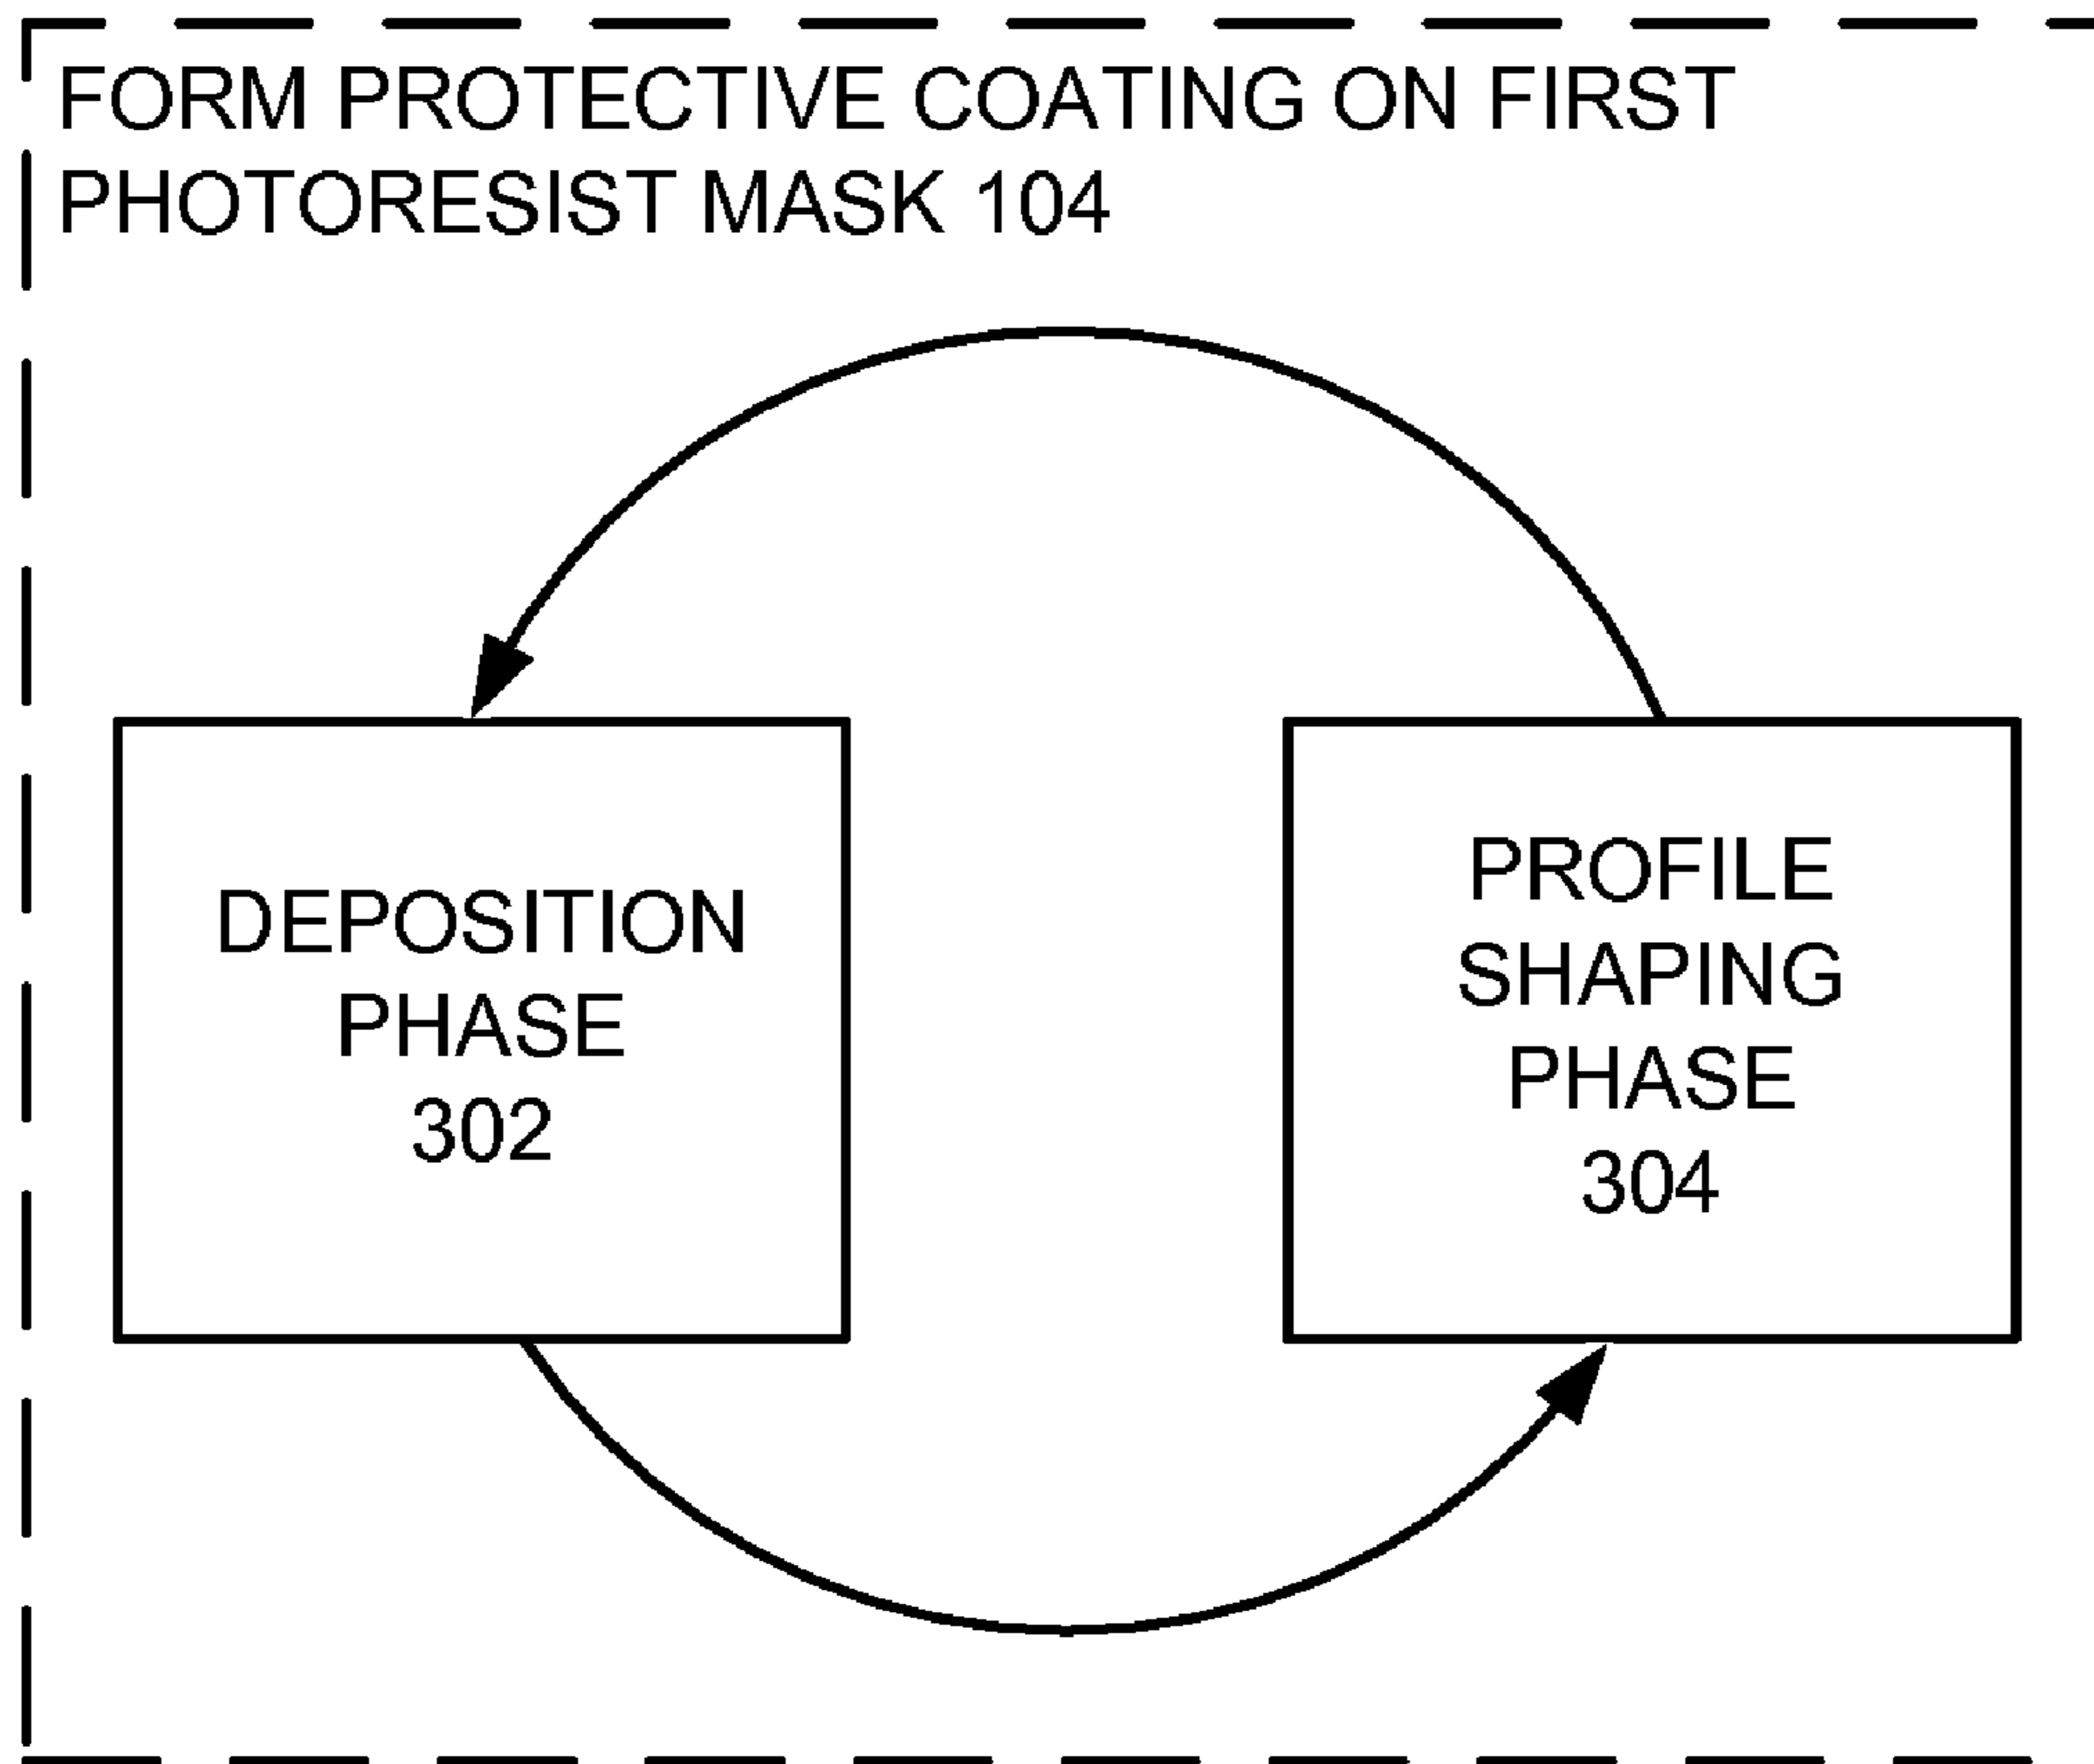 FORM PROTECTIVE COATING ON FIRST
PHOTORESIST MASK 104
DEPOSITION
PHASE
302
PROFILE
SHAPING
PHASE
304